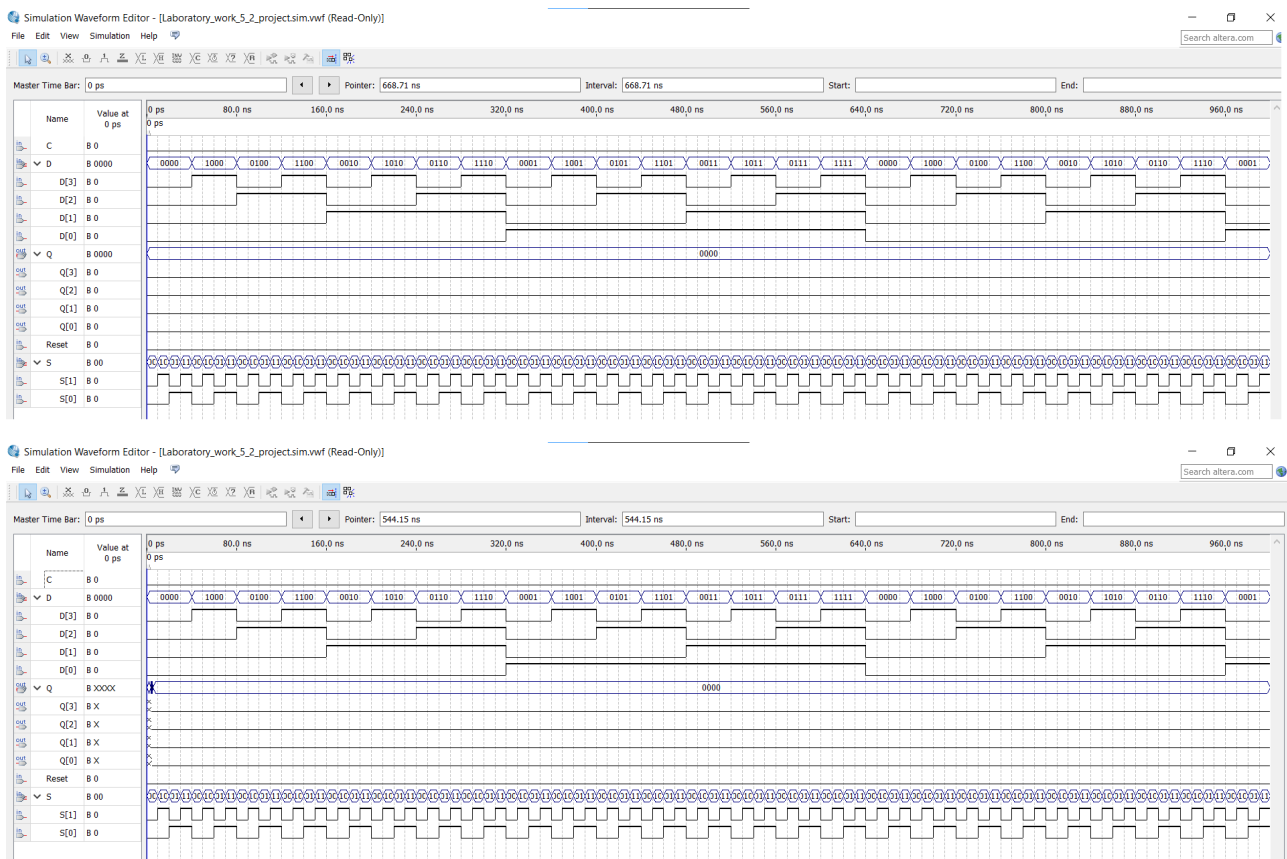 Simulation Waveform Editor - [Laboratory_work_5_2_project.sim.vwf (Read-Only)]
File Edit View Simulation Help
Search altera.com
Master Time Bar: 0 ps Pointer: 668.71 ns Interval: 668.71 ns Start: End:
Name Value at 0 ps
0 ps 80.0 ns 160.0 ns 240.0 ns 320.0 ns 400.0 ns 480.0 ns 560.0 ns 640.0 ns 720.0 ns 800.0 ns 880.0 ns 960.0 ns
0 ps
C B 0
D B 0000 0000 1000 0100 1100 0010 1010 0110 1110 0001 1001 0101 1101 0011 1011 0111 1111 0000 1000 0100 1100 0010 1010 0110 1110 0001
D[3] B 0
D[2] B 0
D[1] B 0
D[0] B 0
Q B 0000 0000
Q[3] B 0
Q[2] B 0
Q[1] B 0
Q[0] B 0
Reset B 0
S B 00
S[1] B 0
S[0] B 0
Simulation Waveform Editor - [Laboratory_work_5_2_project.sim.vwf (Read-Only)]
File Edit View Simulation Help
Search altera.com
Master Time Bar: 0 ps Pointer: 544.15 ns Interval: 544.15 ns Start: End:
Name Value at 0 ps
0 ps 80.0 ns 160.0 ns 240.0 ns 320.0 ns 400.0 ns 480.0 ns 560.0 ns 640.0 ns 720.0 ns 800.0 ns 880.0 ns 960.0 ns
0 ps
C B 0
D B 0000 0000 1000 0100 1100 0010 1010 0110 1110 0001 1001 0101 1101 0011 1011 0111 1111 0000 1000 0100 1100 0010 1010 0110 1110 0001
D[3] B 0
D[2] B 0
D[1] B 0
D[0] B 0
Q B XXXX 0000
Q[3] B X
Q[2] B X
Q[1] B X
Q[0] B X
Reset B 0
S B 00
S[1] B 0
S[0] B 0